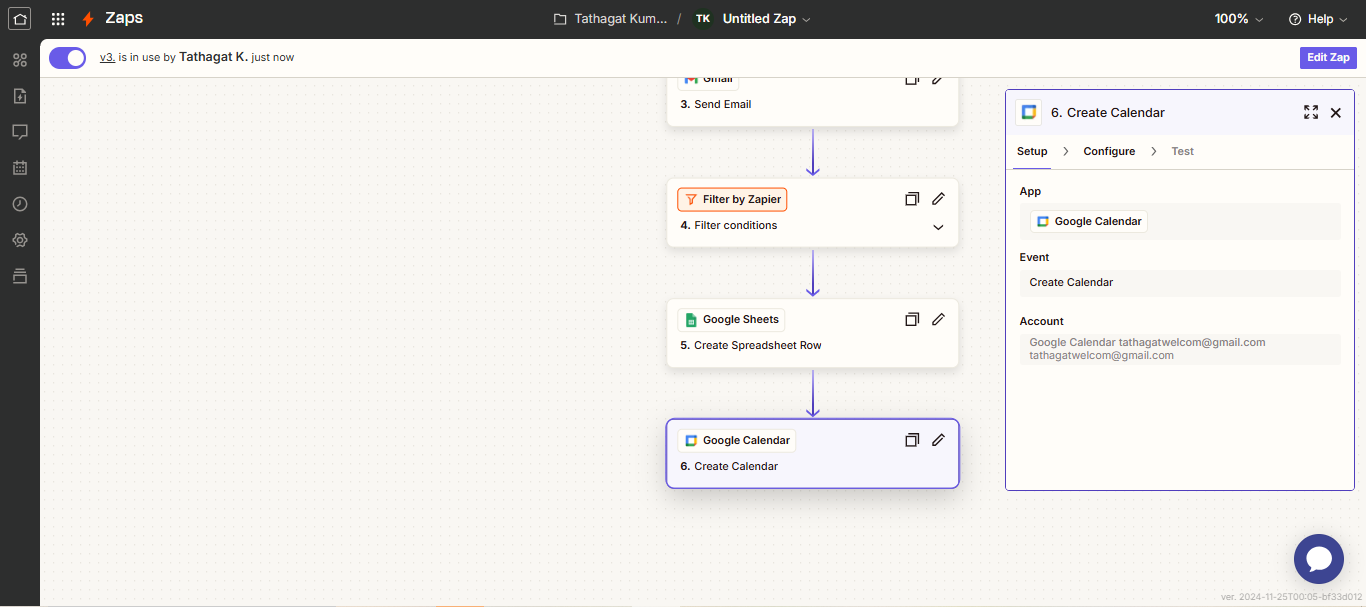 Zaps
Tathagat Kum... / TK Untitled Zap
100%
Help
v3. is in use by Tathagat K. just now
Edit Zap
Gmail
3. Send Email
Filter by Zapier
4. Filter conditions
Google Sheets
5. Create Spreadsheet Row
Google Calendar
6. Create Calendar
6. Create Calendar
Setup > Configure > Test
App
Google Calendar
Event
Create Calendar
Account
Google Calendar tathagatwelcom@gmail.com
tathagatwelcom@gmail.com
ver. 2024-11-25T00:05-bf33d012